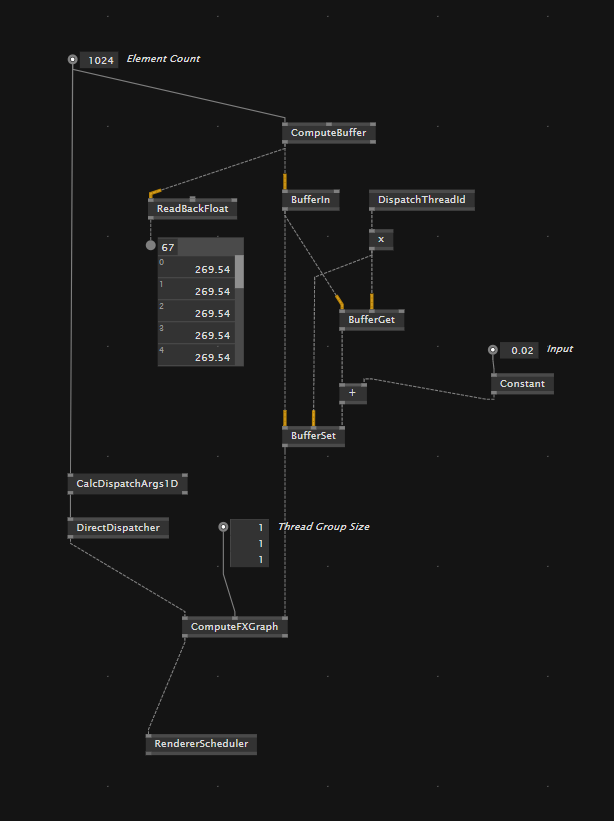 1024 Element Count
ComputeBuffer
BufferIn
DispatchThreadId
ReadBackFloat
x
67
0 269.54
1 269.54
2 269.54
3 269.54
4 269.54
BufferGet
0.02 Input
Constant
+
BufferSet
CalcDispatchArgs1D
DirectDispatcher
1 Thread Group Size
1
1
ComputeFXGraph
RendererScheduler